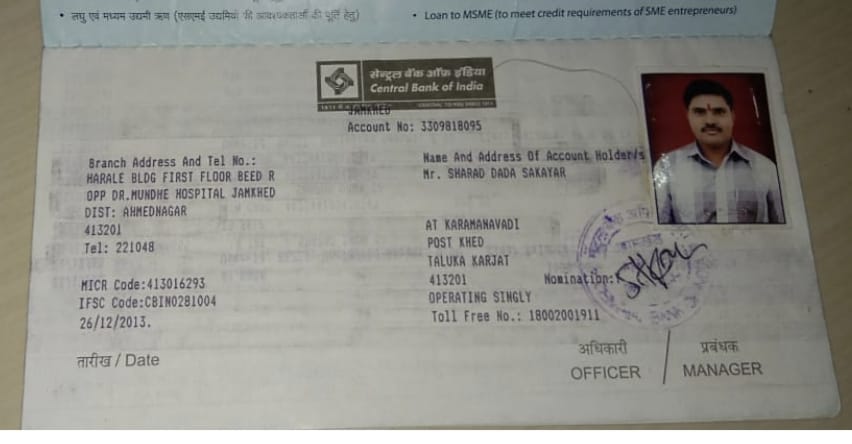 • लघु एवं मध्यम उद्यमी ऋण (एसएमई उद्यमियों की आवश्यकताओं की पूर्ति हेतु)
• Loan to MSME (to meet credit requirements of SME entrepreneurs)
सेन्ट्रल बैंक ऑफ़ इंडिया
Central Bank of India
JAMKHED
Account No: 3309818095
Branch Address And Tel No.:
HARALE BLDG FIRST FLOOR BEED R
OPP DR.MUNDHE HOSPITAL JAMKHED
DIST: AHMEDNAGAR
413201
Tel: 221048
MICR Code:413016293
IFSC Code:CBIN0281004
26/12/2013.
तारीख / Date
Name And Address Of Account Holder/s
Mr. SHARAD DADA SAKAYAR
AT KARAMANAVADI
POST KHED
TALUKA KARJAT
413201 Nomination:
OPERATING SINGLY
Toll Free No.: 18002001911
अधिकारी / प्रबंधक
OFFICER / MANAGER